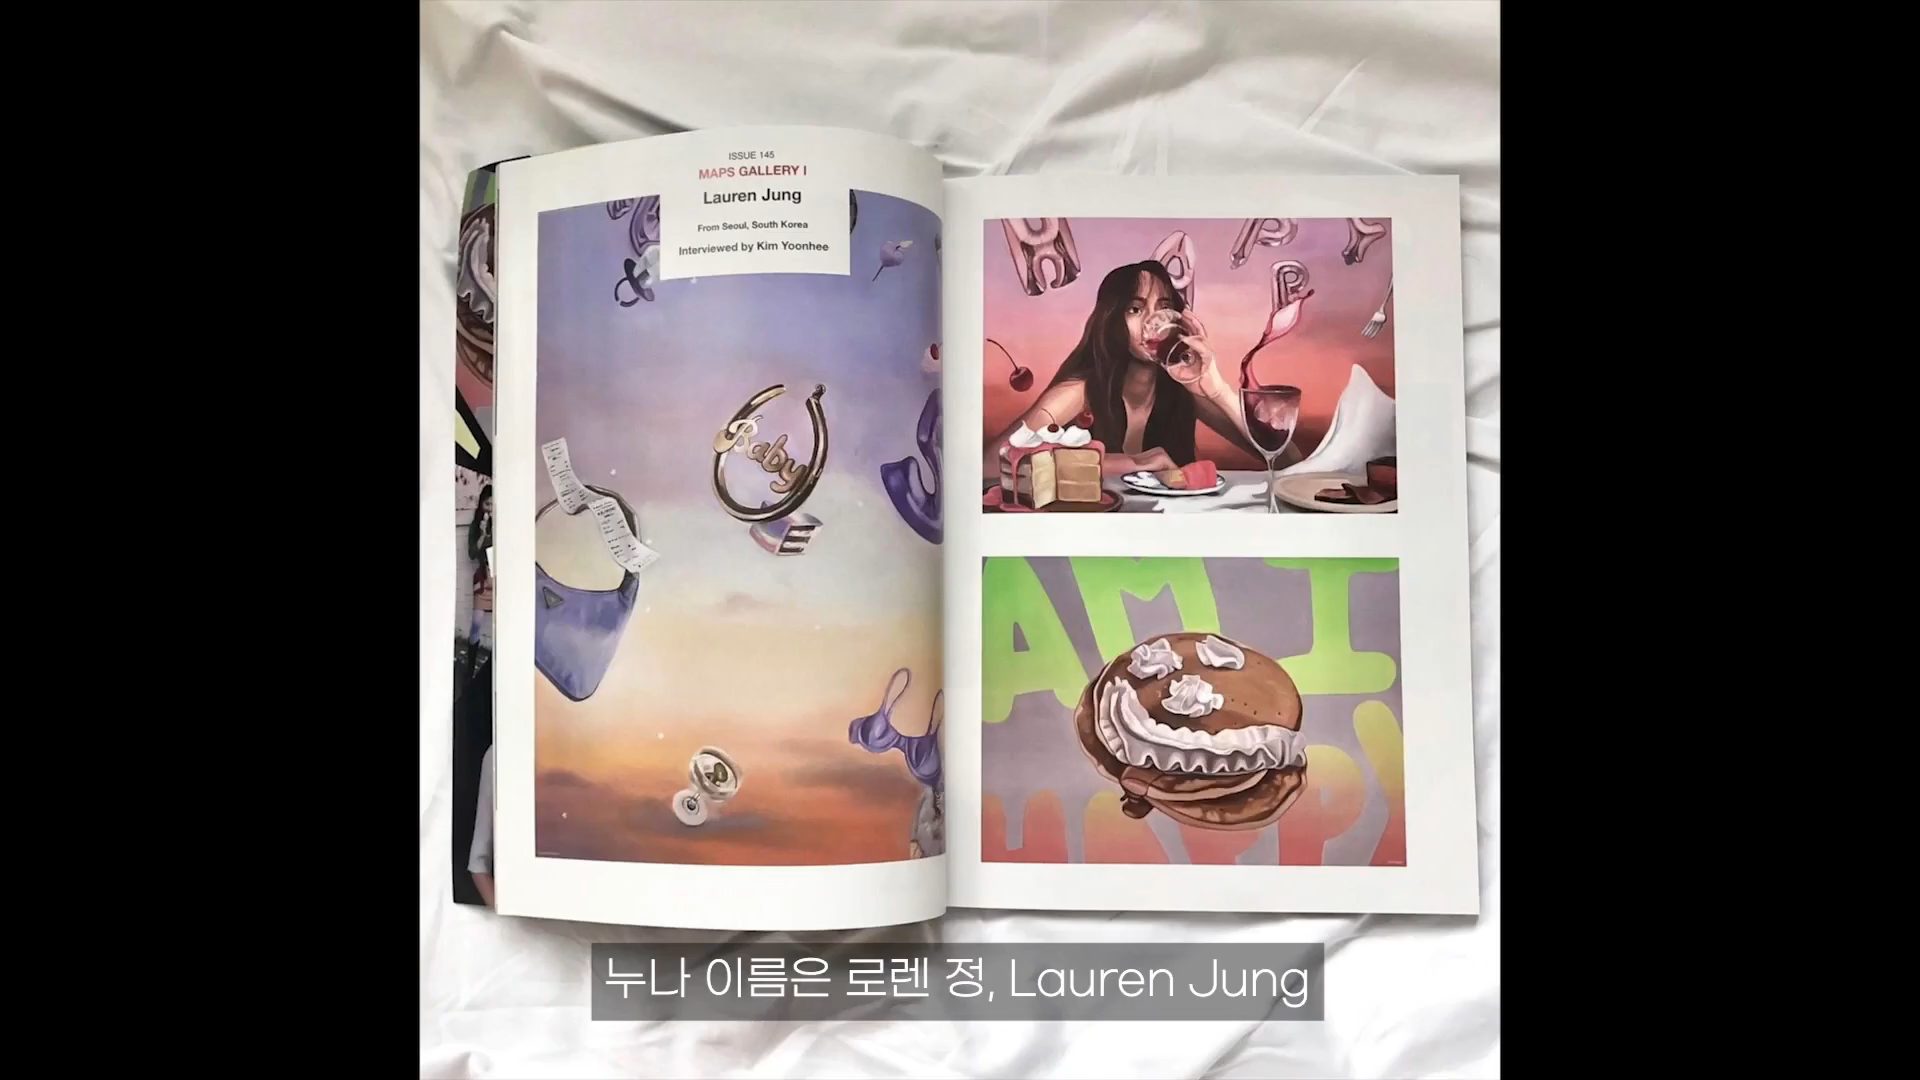 ISSUE 145
MAPS GALLERY I
Lauren Jung
From Seoul, South Korea
Interviewed by Kim Yoonhee
Baby
E
S
H A P P Y
AM I
HAPPY
누나 이름은 로렌 정, Lauren Jung